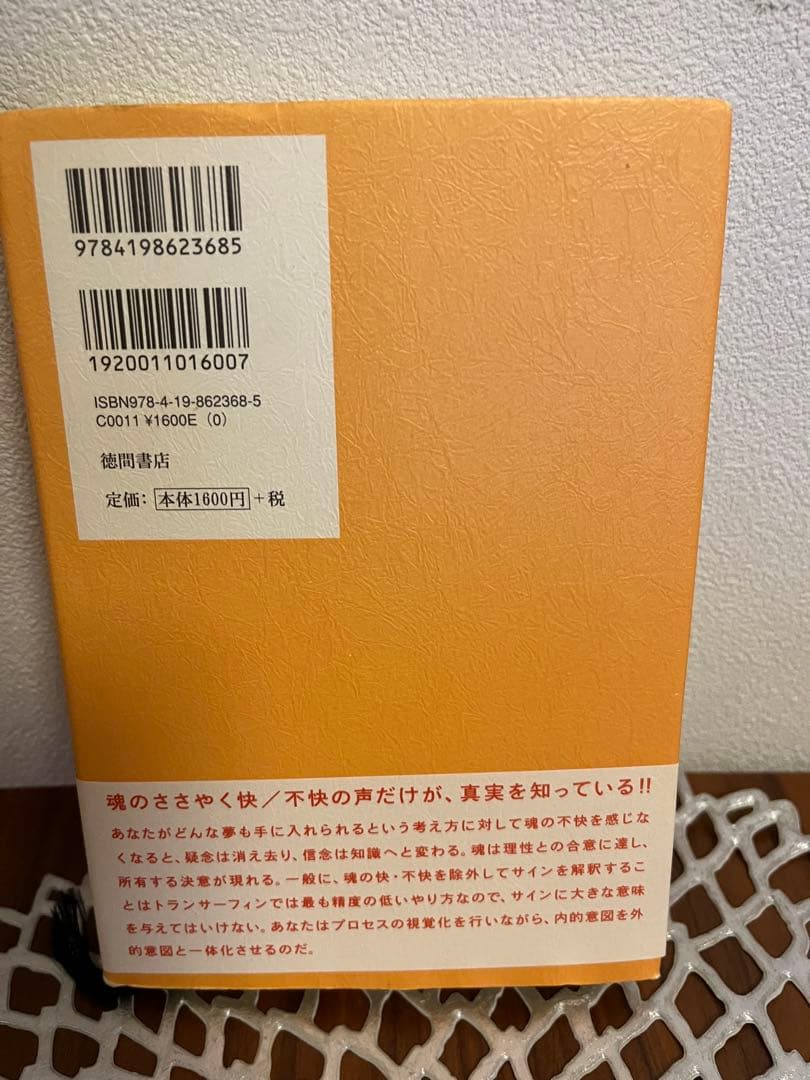 9784198623685
1920011016007
ISBN978-4-19-862368-5
C0011 ¥1600E (0)
徳間書店
定価: 本体1600円+税
魂のささやく快/不快の声だけが、真実を知っている!!
あなたがどんな夢も手に入れられるという考え方に対して魂の不快を感じな
くなると、疑念は消え去り、信念は知識へと変わる。魂は理性との合意に達し、
所有する決意が現れる。一般に、魂の快・不快を除外してサインを解釈するこ
とはトランサーフィンでは最も精度の低いやり方なので、サインに大きな意味
を与えてはいけない。あなたはプロセスの視覚化を行いながら、内的意図を外
的意図と一体化させるのだ。